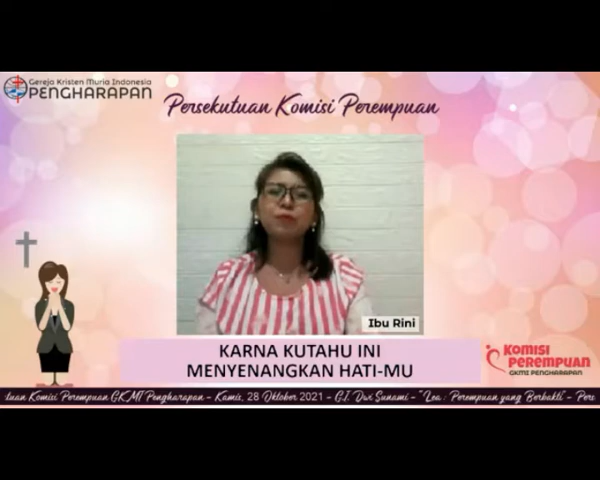 Gereja Kristen Muria Indonesia
PENGHARAPAN
Persekutuan Komisi Perempuan
Ibu Rini
KARNA KUTAHU INI
MENYENANGKAN HATI-MU
KOMISI
PEREMPUAN
GKMI PENGHARAPAN
tuan Komisi Perempuan GKMI Pengharapan - Kamis, 28 Oktober 2021 - G.I. Dwi Sunami - "Lea : Perempuan yang Berbakti" - Pers